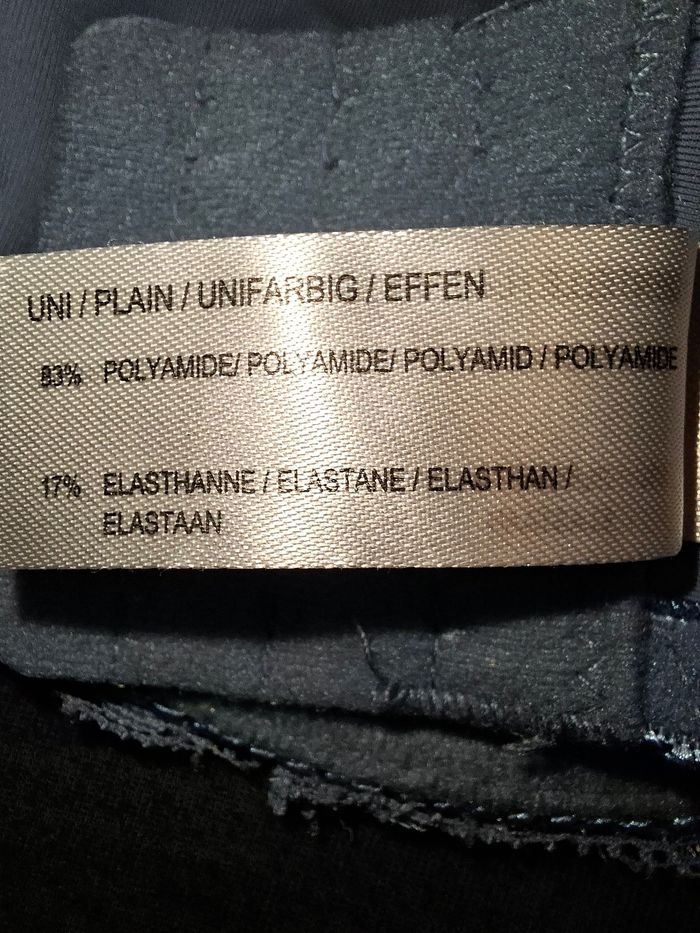 UNI / PLAIN / UNIFARBIG / EFFEN
83% POLYAMIDE/ POLYAMIDE/ POLYAMID / POLYAMIDE
17% ELASTHANNE / ELASTANE / ELASTHAN /
ELASTAAN